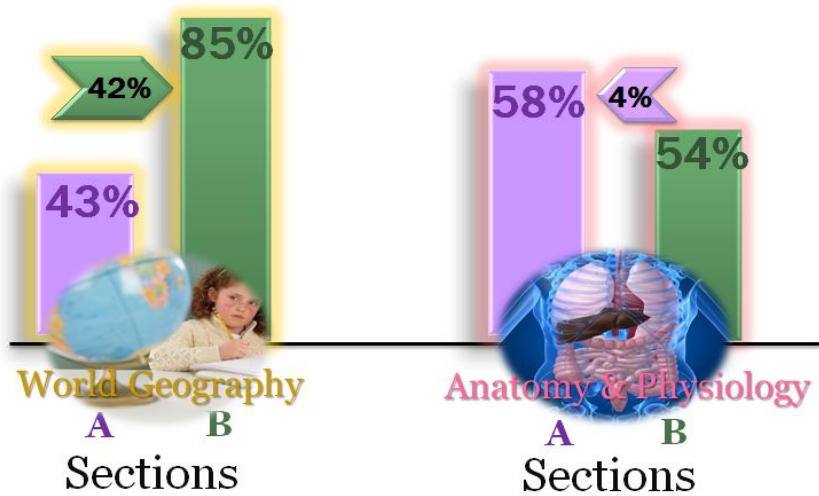 85%
42%
43%
58%
4%
54%
World Geography
A B
Sections
Anatomy & Physiology
A B
Sections